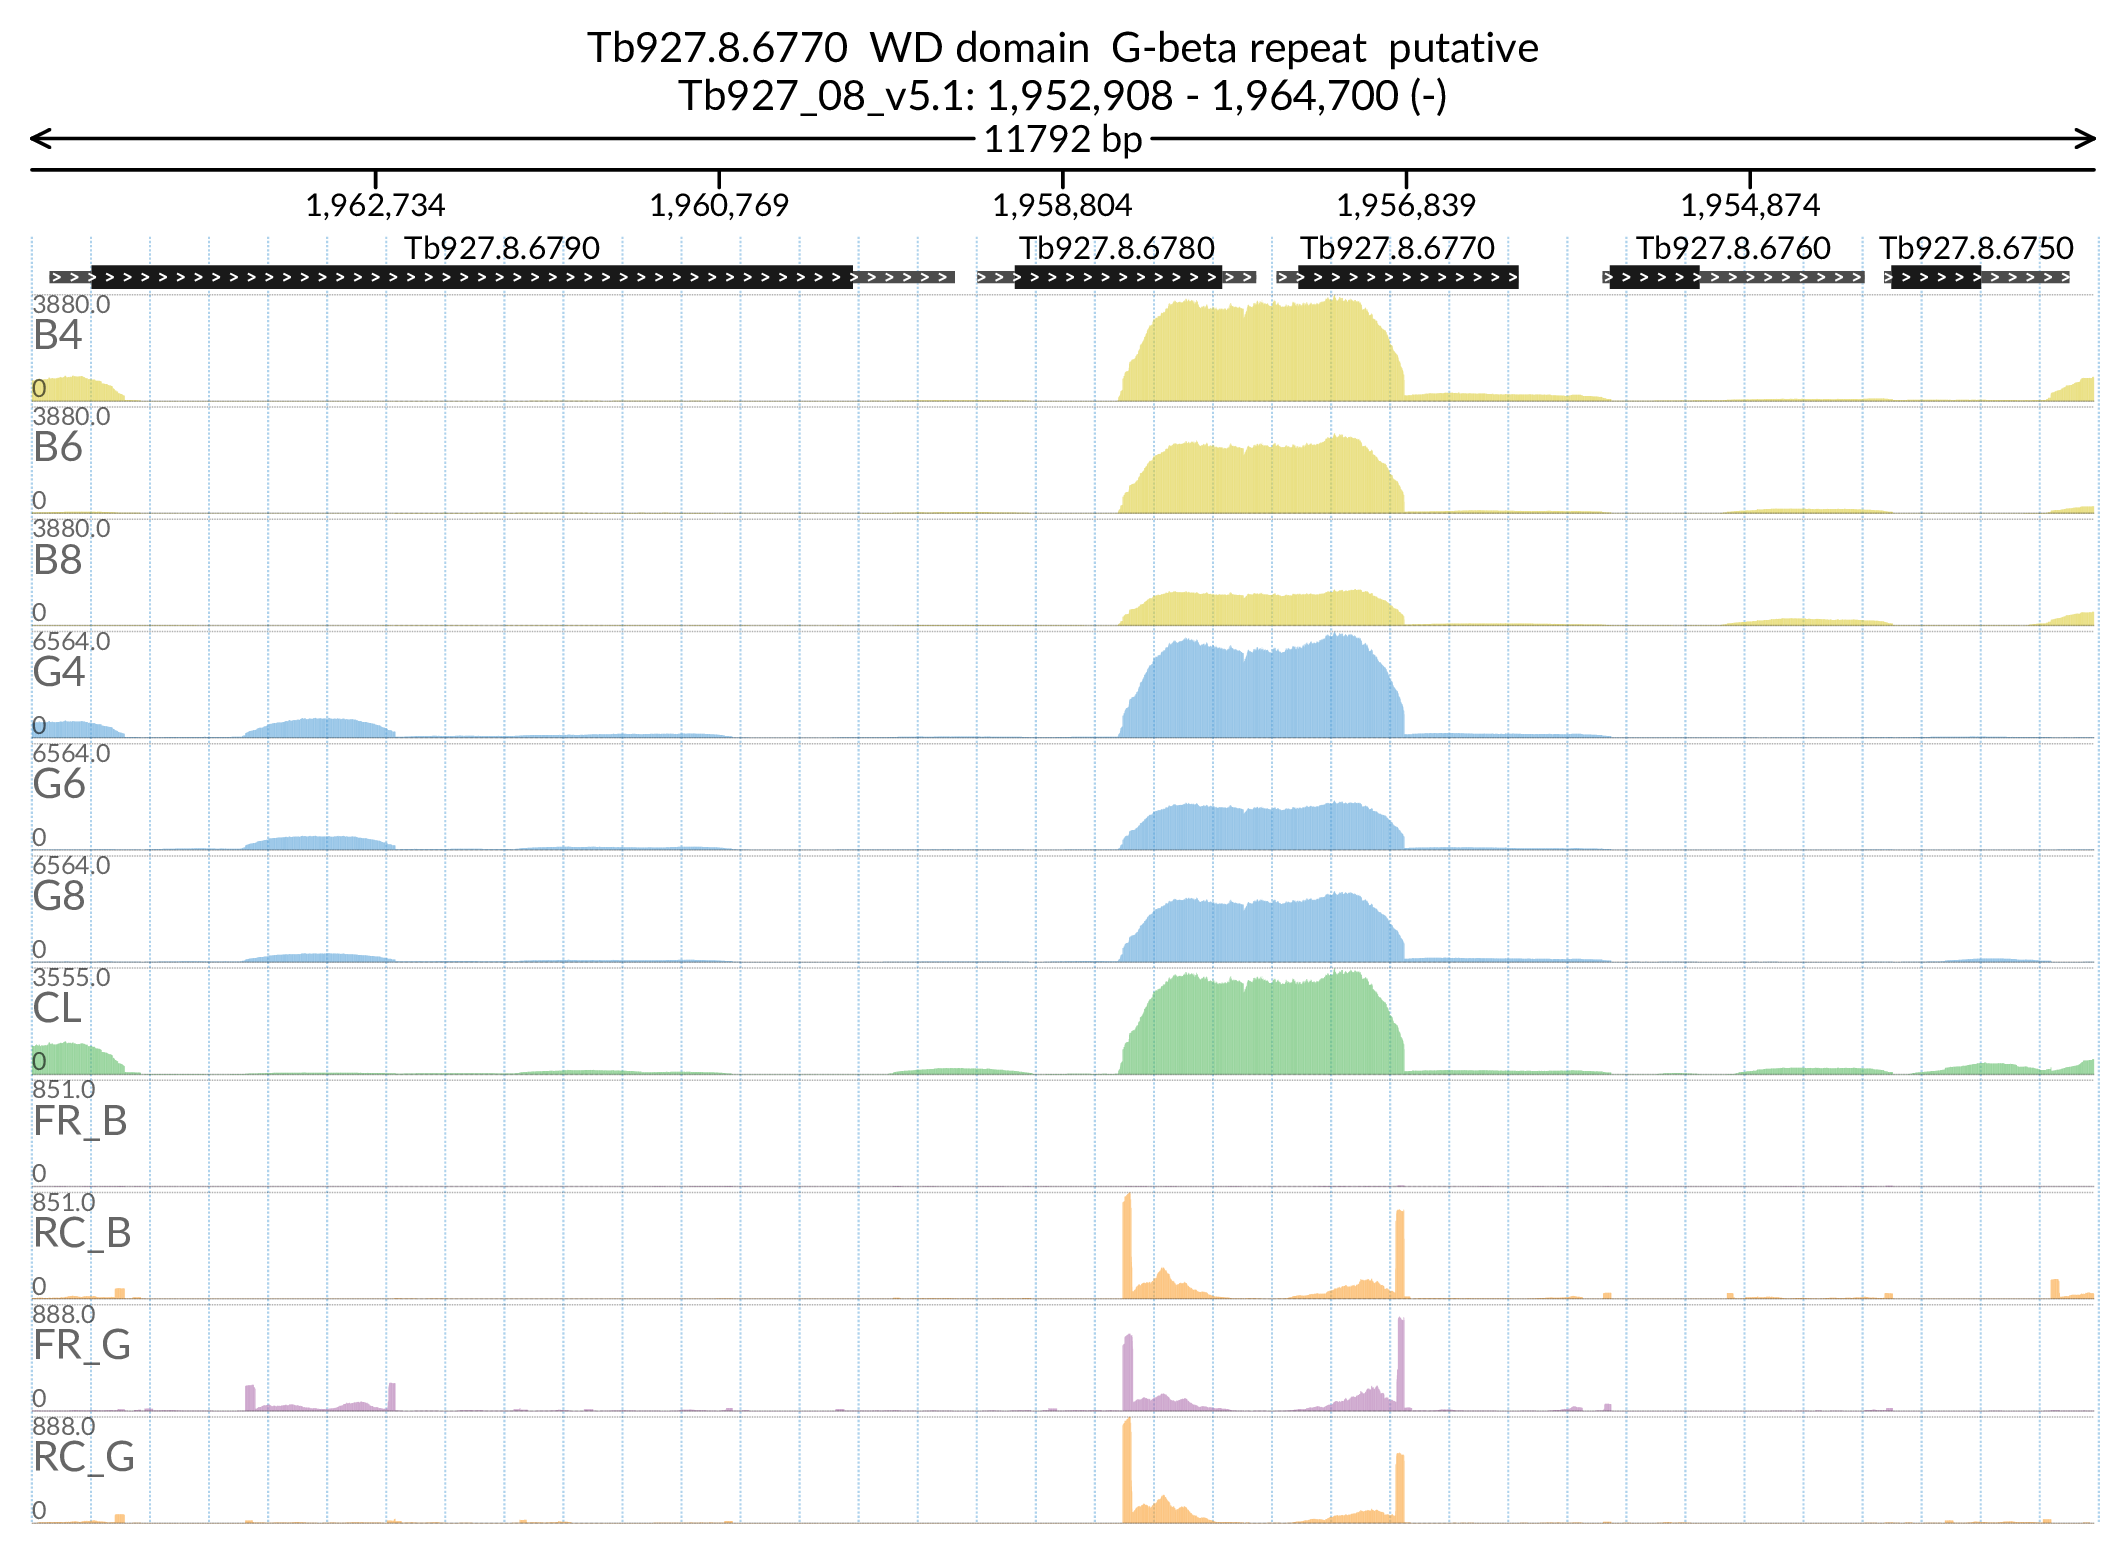 Tb927.8.6770  WD domain  G-beta repeat  putative
Tb927_08_v5.1: 1,952,908 - 1,964,700 (-)
11792 bp
1,962,734 1,960,769 1,958,804 1,956,839 1,954,874
Tb927.8.6790 Tb927.8.6780 Tb927.8.6770 Tb927.8.6760 Tb927.8.6750
3880.0
B4
0
3880.0
B6
0
3880.0
B8
0
6564.0
G4
0
6564.0
G6
0
6564.0
G8
0
3555.0
CL
0
851.0
FR_B
0
851.0
RC_B
0
888.0
FR_G
0
888.0
RC_G
0